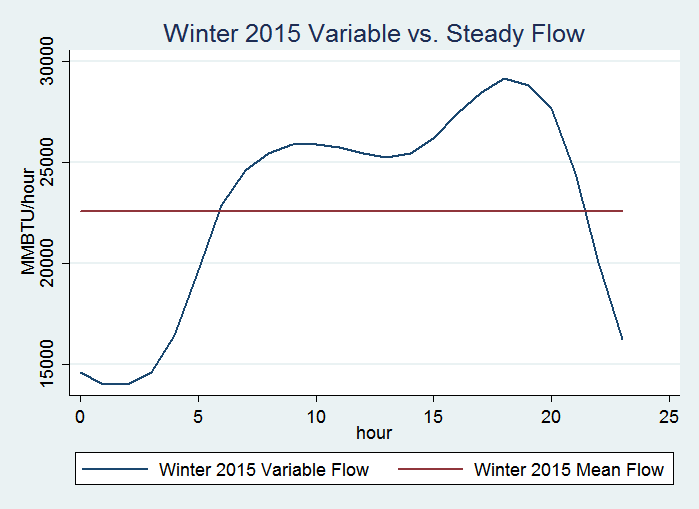 Winter 2015 Variable vs. Steady Flow
MMBTU/hour
30000
25000
20000
15000
0 5 10 15 20 25
hour
Winter 2015 Variable Flow Winter 2015 Mean Flow